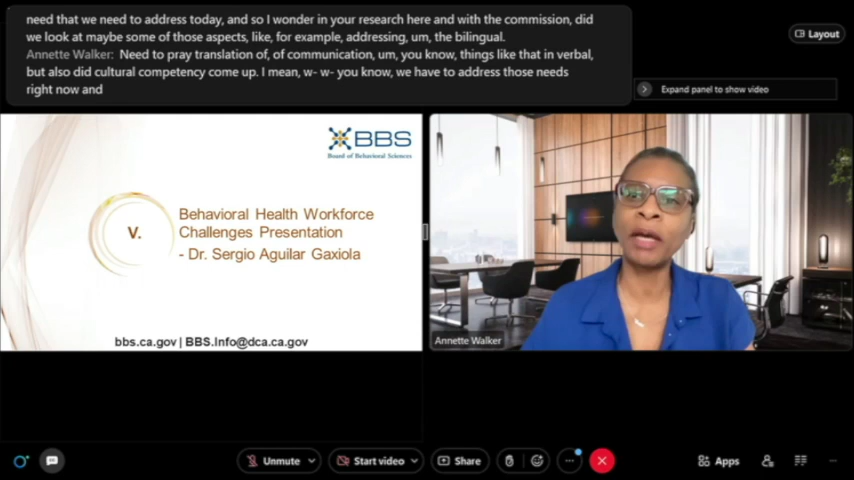 need that we need to address today, and so I wonder in your research here and with the commission, did
we look at maybe some of those aspects, like, for example, addressing, um, the bilingual.
Annette Walker: Need to pray translation of, of communication, um, you know, things like that in verbal,
but also did cultural competency come up. I mean, w- w- you know, we have to address those needs
right now and
Layout
Expand panel to show video
BBS
Board of Behavioral Sciences
V.
Behavioral Health Workforce
Challenges Presentation
- Dr. Sergio Aguilar Gaxiola
bbs.ca.gov | BBS.Info@dca.ca.gov
Annette Walker
Unmute
Start video
Share
Apps